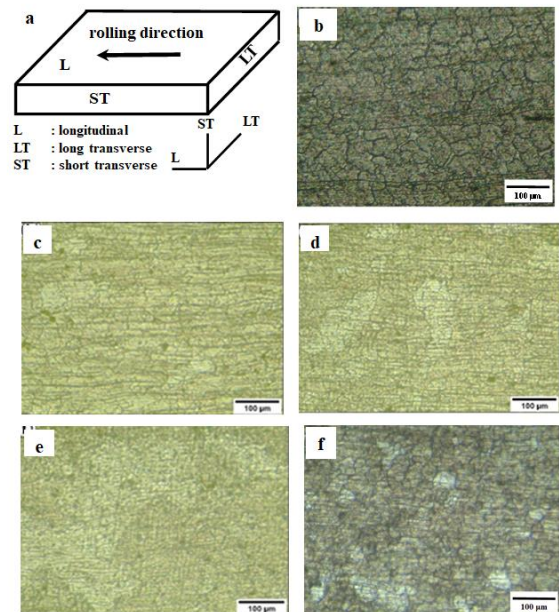 a
rolling direction
L
LT
ST
L : longitudinal
LT : long transverse
ST : short transverse
ST
LT
L
b
100 µm
c
100 µm
d
100 µm
e
100 µm
f
100 µm